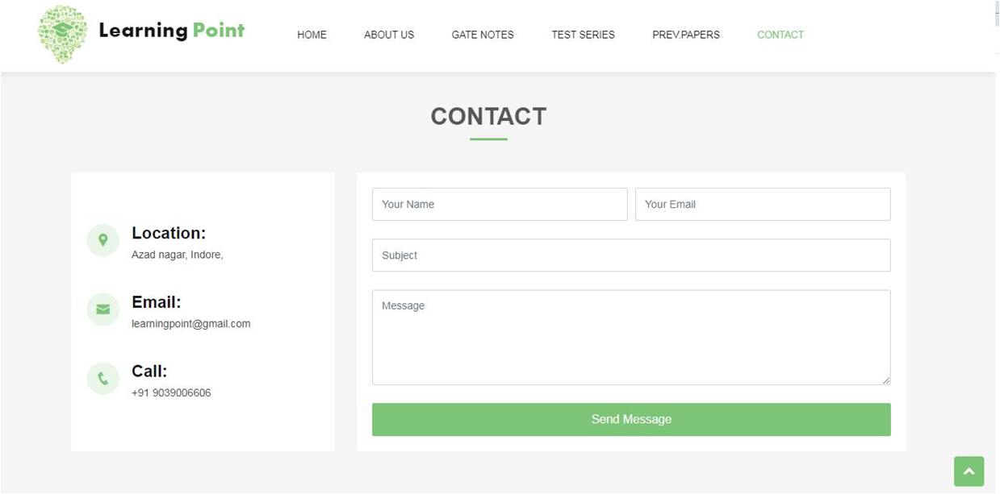 Learning Point
HOME ABOUT US GATE NOTES TEST SERIES PREV.PAPERS CONTACT
CONTACT
Location:
Azad nagar, Indore,
Email:
learningpoint@gmail.com
Call:
+91 9039006606
Your Name
Your Email
Subject
Message
Send Message